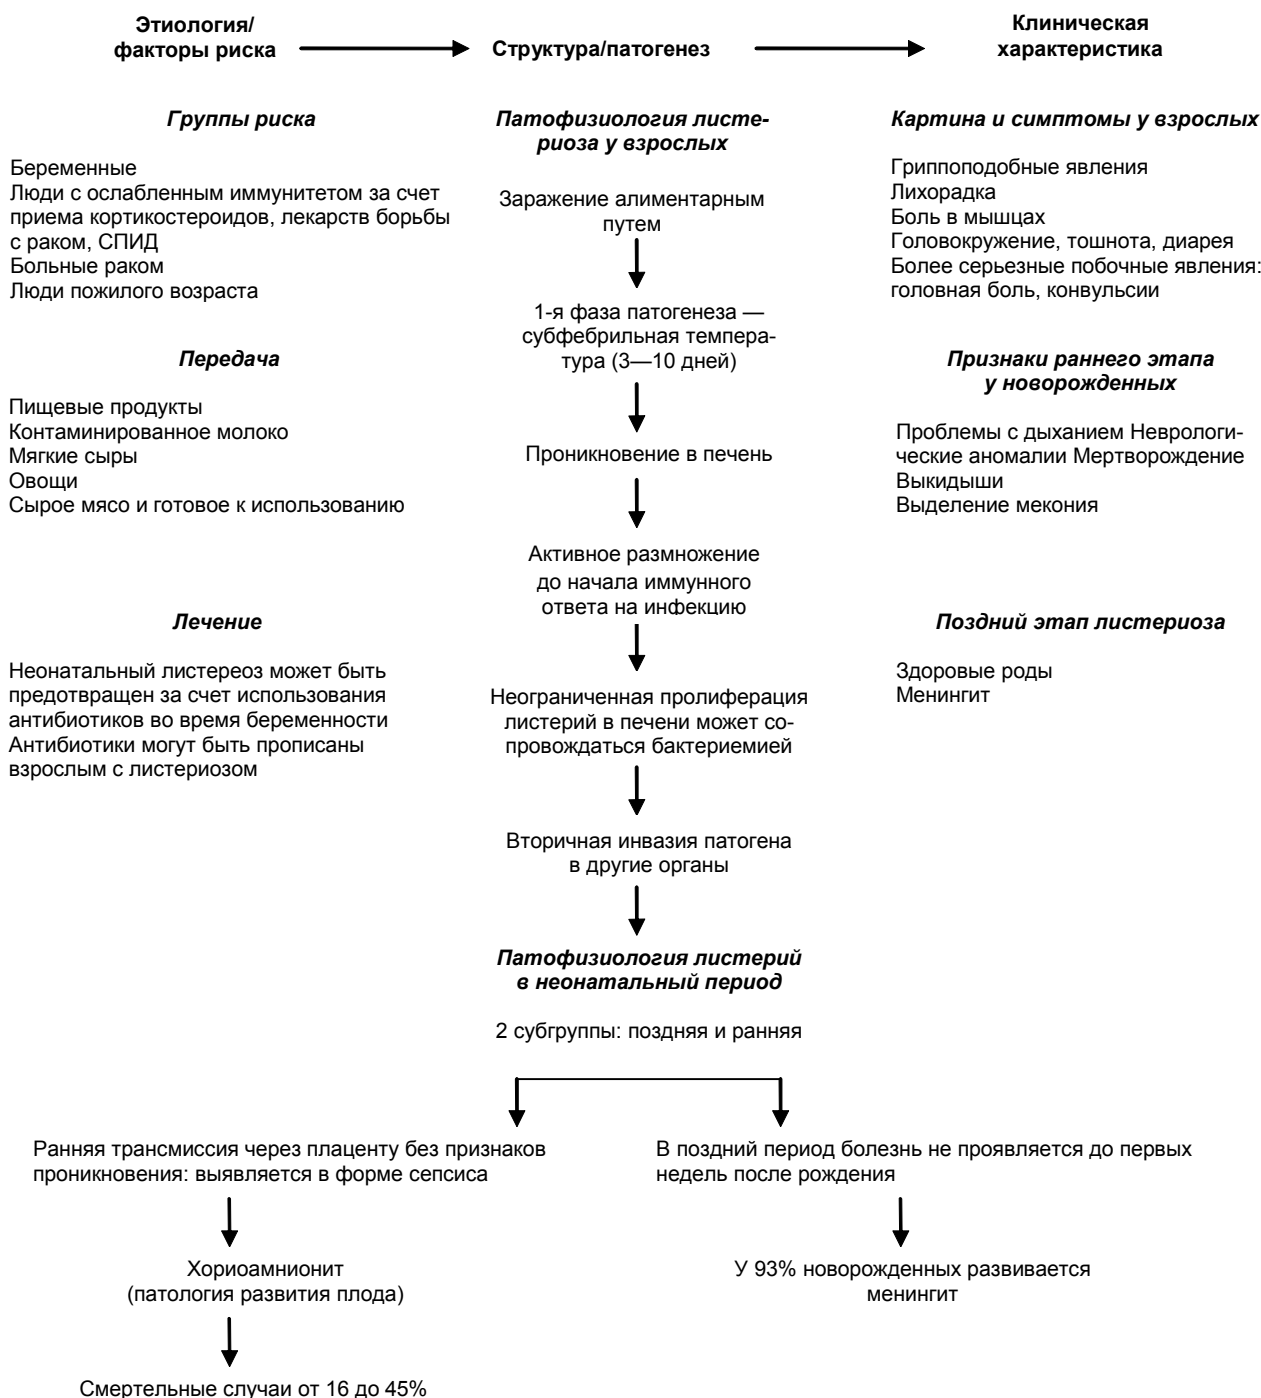 Этиология/
факторы риска
Структура/патогенез
Клиническая
характеристика
Группы риска
Беременные
Люди с ослабленным иммунитетом за счет
приема кортикостероидов, лекарств борьбы
с раком, СПИД
Больные раком
Люди пожилого возраста
Передача
Пищевые продукты
Контаминированное молоко
Мягкие сыры
Овощи
Сырое мясо и готовое к использованию
Лечение
Неонатальный листереоз может быть
предотвращен за счет использования
антибиотиков во время беременности
Антибиотики могут быть прописаны
взрослым с листериозом
Патофизиология листе-
риоза у взрослых
Заражение алиментарным
путем
1-я фаза патогенеза —
субфебрильная темпера-
тура (3—10 дней)
Проникновение в печень
Активное размножение
до начала иммунного
ответа на инфекцию
Неограниченная пролиферация
листерий в печени может со-
провождаться бактериемией
Вторичная инвазия патогена
в другие органы
Картина и симптомы у взрослых
Гриппоподобные явления
Лихорадка
Боль в мышцах
Головокружение, тошнота, диарея
Более серьезные побочные явления:
головная боль, конвульсии
Признаки раннего этапа
у новорожденных
Проблемы с дыханием Неврологи-
ческие аномалии Мертворождение
Выкидыши
Выделение мекония
Поздний этап листериоза
Здоровые роды
Менингит
Патофизиология листерий
в неонатальный период
2 субгруппы: поздняя и ранняя
Ранняя трансмиссия через плаценту без признаков
проникновения: выявляется в форме сепсиса
Хориоамнионит
(патология развития плода)
Смертельные случаи от 16 до 45%
В поздний период болезнь не проявляется до первых
недель после рождения
У 93% новорожденных развивается
менингит